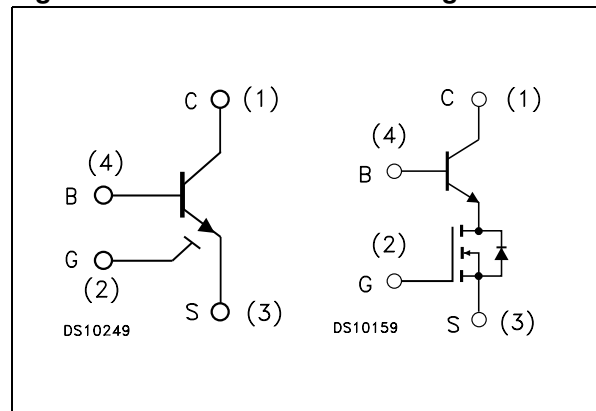 C (1)
(4)
B
G
(2)
S (3)
DS10249
C (1)
(4)
B
(2)
G
S (3)
DS10159